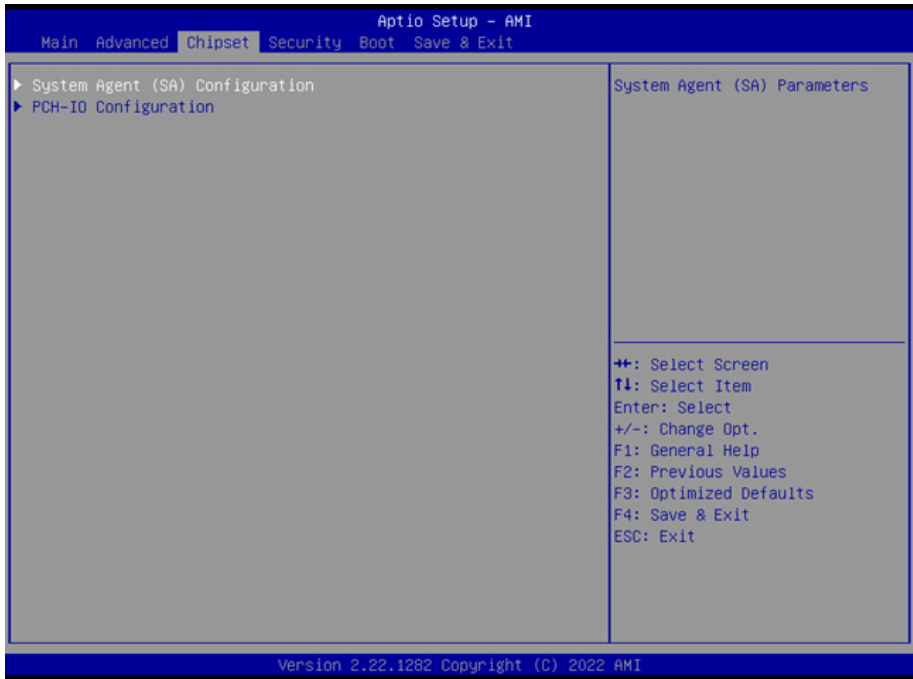 Aptio Setup – AMI
Main Advanced Chipset Security Boot Save & Exit
▶ System Agent (SA) Configuration
▶ PCH-IO Configuration
System Agent (SA) Parameters
→←: Select Screen
↑↓: Select Item
Enter: Select
+/-: Change Opt.
F1: General Help
F2: Previous Values
F3: Optimized Defaults
F4: Save & Exit
ESC: Exit
Version 2.22.1282 Copyright (C) 2022 AMI